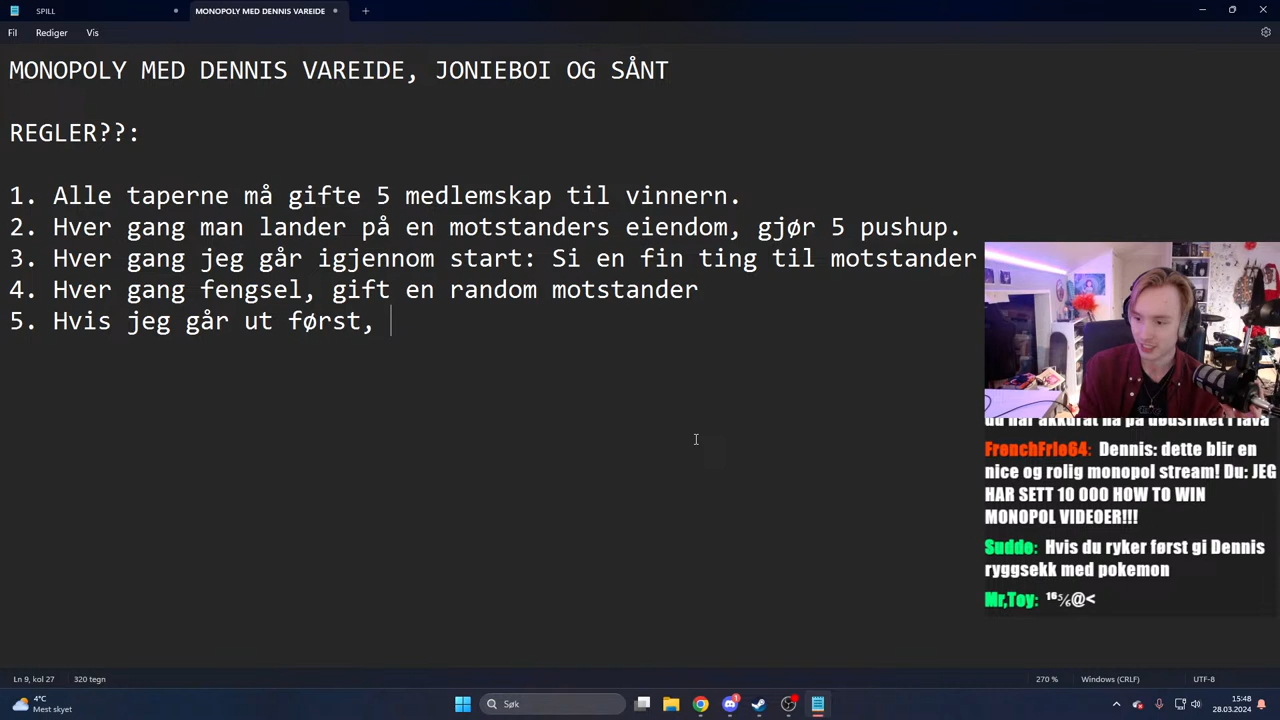 SPILL
MONOPOLY MED DENNIS VAREIDE
Fil Rediger Vis
MONOPOLY MED DENNIS VAREIDE, JONIEBOI OG SÅNT
REGLER??:
1. Alle taperne må gifte 5 medlemskap til vinnern.
2. Hver gang man lander på en motstanders eiendom, gjør 5 pushup.
3. Hver gang jeg går igjennom start: Si en fin ting til motstander
4. Hver gang fengsel, gift en random motstander
5. Hvis jeg går ut først,
FrenchFrie64: Dennis: dette blir en
nice og rolig monopol stream! Du: JEG
HAR SETT 10 000 HOW TO WIN
MONOPOL VIDEOER!!!
Suddo: Hvis du ryker først gi Dennis
ryggsekk med pokemon
Mr,Toy: ¹⁶⁵⁄₆@<
Ln 9, kol 27 320 tegn 270 % Windows (CRLF) UTF-8
4°C
Mest skyet
Søk
1
15:48
28.03.2024